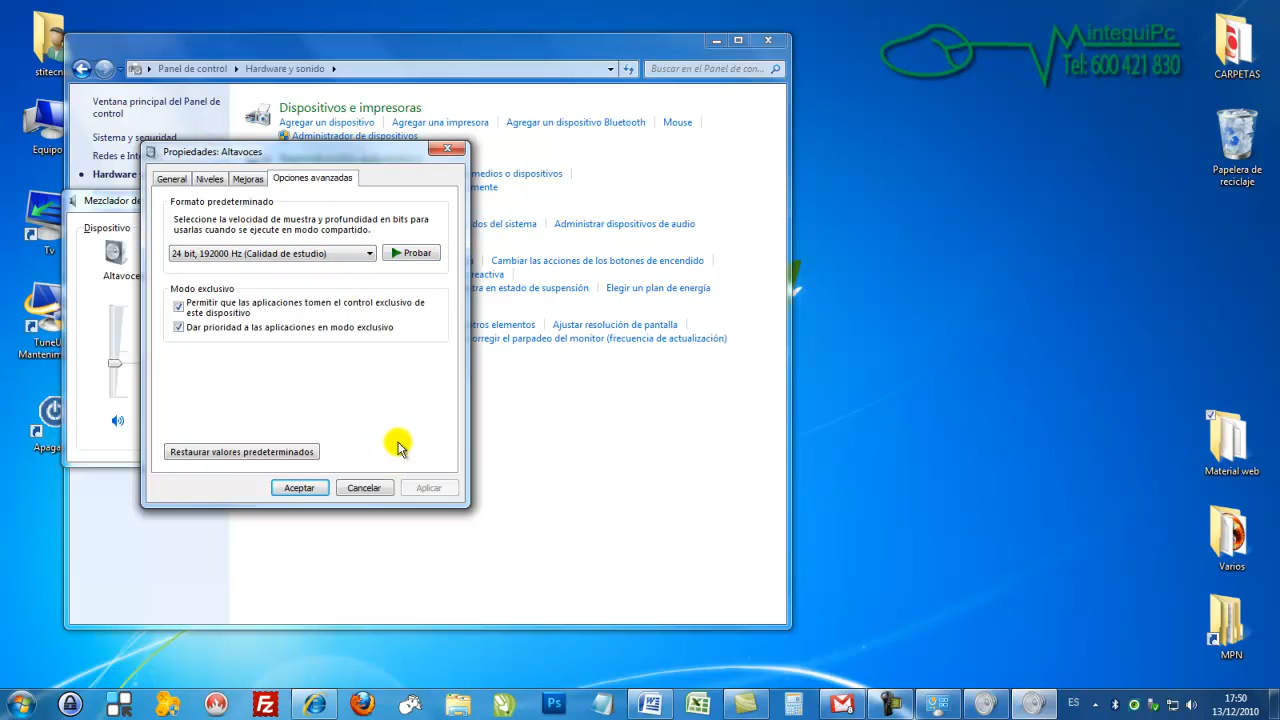 MinteguiPc
Tel: 600 421 830
stitecn
Equipo
Tv
TuneU
Mantenim
Apaga
CARPETAS
Papelera de
reciclaje
Material web
Varios
MPN
Panel de control
Hardware y sonido
Buscar en el Panel de con...
Ventana principal del Panel de
control
Sistema y seguridad
Redes e Inte
Hardware
Dispositivos e impresoras
Agregar un dispositivo
Agregar una impresora
Agregar un dispositivo Bluetooth
Mouse
Administrador de dispositivos
medios o dispositivos
mente
dos del sistema
Administrar dispositivos de audio
Cambiar las acciones de los botones de encendido
reactiva
tra en estado de suspensión
Elegir un plan de energía
otros elementos
Ajustar resolución de pantalla
orregir el parpadeo del monitor (frecuencia de actualización)
Mezclador de
Dispositivo
Altavoce
Propiedades: Altavoces
General
Niveles
Mejoras
Opciones avanzadas
Formato predeterminado
Seleccione la velocidad de muestra y profundidad en bits para
usarlas cuando se ejecute en modo compartido.
24 bit, 192000 Hz (Calidad de estudio)
Probar
Modo exclusivo
Permitir que las aplicaciones tomen el control exclusivo de
este dispositivo
Dar prioridad a las aplicaciones en modo exclusivo
Restaurar valores predeterminados
Aceptar
Cancelar
Aplicar
Ps
ES
17:50
13/12/2010